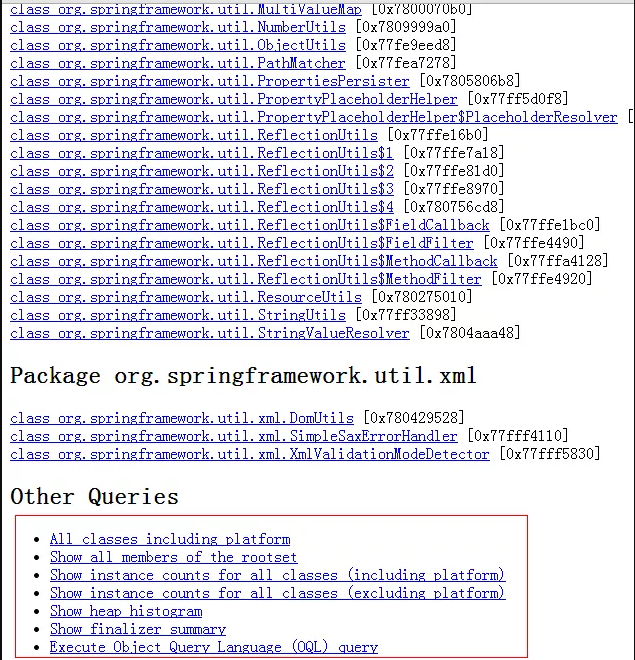 class org.springframework.util.MultiValueMap [0x7800070b0]
class org.springframework.util.NumberUtils [0x7809999a0]
class org.springframework.util.ObjectUtils [0x77fe9eed8]
class org.springframework.util.PathMatcher [0x77fea7278]
class org.springframework.util.PropertiesPersister [0x7805806b8]
class org.springframework.util.PropertyPlaceholderHelper [0x77ff5d0f8]
class org.springframework.util.PropertyPlaceholderHelper$PlaceholderResolver [
class org.springframework.util.ReflectionUtils [0x77ffe16b0]
class org.springframework.util.ReflectionUtils$1 [0x77ffe7a18]
class org.springframework.util.ReflectionUtils$2 [0x77ffe81d0]
class org.springframework.util.ReflectionUtils$3 [0x77ffe8970]
class org.springframework.util.ReflectionUtils$4 [0x780756cd8]
class org.springframework.util.ReflectionUtils$FieldCallback [0x77ffe1bc0]
class org.springframework.util.ReflectionUtils$FieldFilter [0x77ffe4490]
class org.springframework.util.ReflectionUtils$MethodCallback [0x77ffa4128]
class org.springframework.util.ReflectionUtils$MethodFilter [0x77ffe4920]
class org.springframework.util.ResourceUtils [0x780275010]
class org.springframework.util.StringUtils [0x77ff33898]
class org.springframework.util.StringValueResolver [0x7804aaa48]
Package org.springframework.util.xml
class org.springframework.util.xml.DomUtils [0x780429528]
class org.springframework.util.xml.SimpleSaxErrorHandler [0x77fff4110]
class org.springframework.util.xml.XmlValidationModeDetector [0x77fff5830]
Other Queries
All classes including platform
Show all members of the rootset
Show instance counts for all classes (including platform)
Show instance counts for all classes (excluding platform)
Show heap histogram
Show finalizer summary
Execute Object Query Language (OQL) query